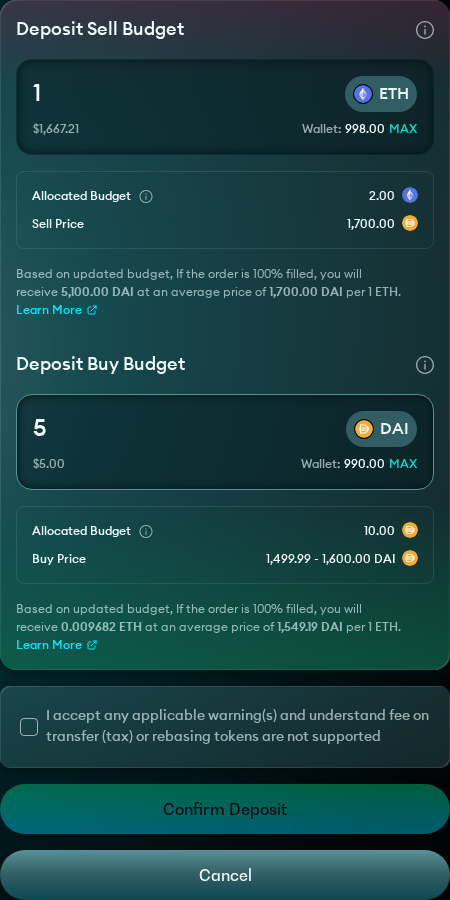 Deposit Sell Budget
1
ETH
$1,667.21
Wallet: 998.00 MAX
Allocated Budget
2.00
Sell Price
1,700.00
Based on updated budget, If the order is 100% filled, you will
receive 5,100.00 DAI at an average price of 1,700.00 DAI per 1 ETH.
Learn More
Deposit Buy Budget
5
DAI
$5.00
Wallet: 990.00 MAX
Allocated Budget
10.00
Buy Price
1,499.99 - 1,600.00 DAI
Based on updated budget, If the order is 100% filled, you will
receive 0.009682 ETH at an average price of 1,549.19 DAI per 1 ETH.
Learn More
I accept any applicable warning(s) and understand fee on
transfer (tax) or rebasing tokens are not supported
Confirm Deposit
Cancel